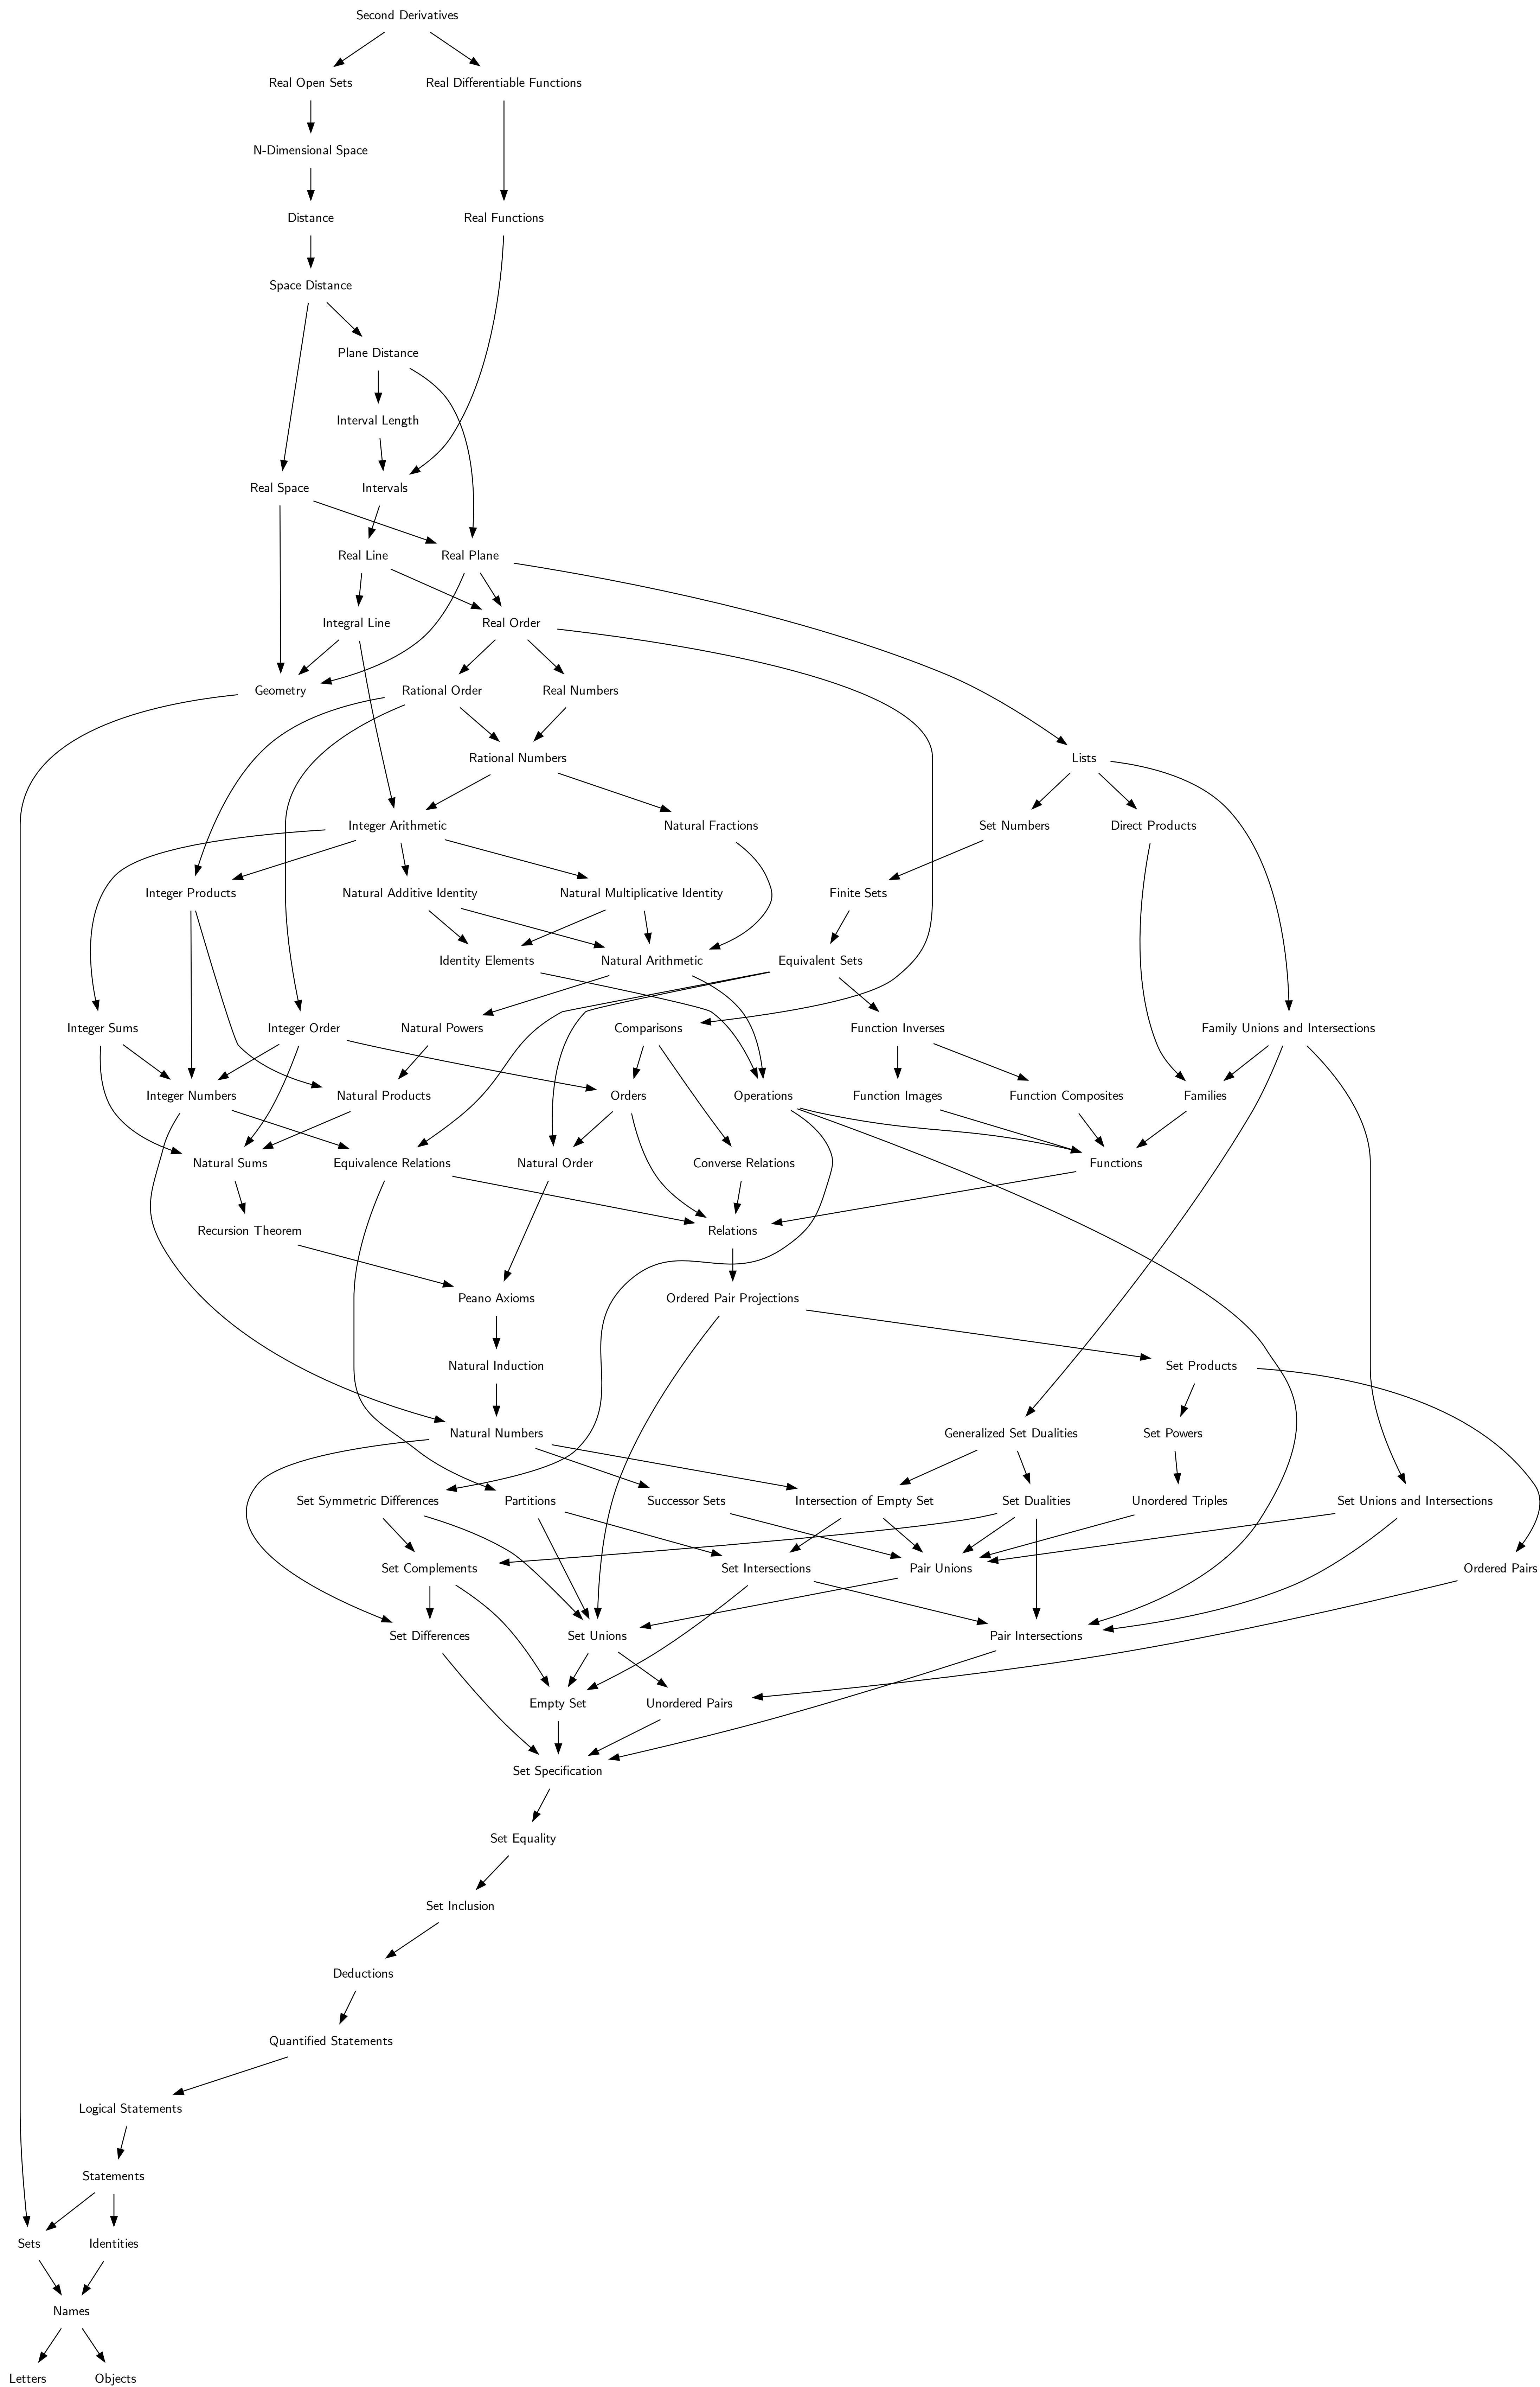 Second Derivatives
Real Open Sets
Real Differentiable Functions
N-Dimensional Space
Distance
Real Functions
Space Distance
Plane Distance
Interval Length
Real Space
Intervals
Real Line
Real Plane
Integral Line
Real Order
Geometry
Rational Order
Real Numbers
Rational Numbers
Lists
Integer Arithmetic
Natural Fractions
Set Numbers
Direct Products
Integer Products
Natural Additive Identity
Natural Multiplicative Identity
Finite Sets
Identity Elements
Natural Arithmetic
Equivalent Sets
Integer Sums
Integer Order
Natural Powers
Comparisons
Function Inverses
Family Unions and Intersections
Integer Numbers
Natural Products
Orders
Operations
Function Images
Function Composites
Families
Natural Sums
Equivalence Relations
Natural Order
Converse Relations
Functions
Recursion Theorem
Relations
Peano Axioms
Ordered Pair Projections
Natural Induction
Set Products
Natural Numbers
Generalized Set Dualities
Set Powers
Set Symmetric Differences
Partitions
Successor Sets
Intersection of Empty Set
Set Dualities
Unordered Triples
Set Unions and Intersections
Set Complements
Set Intersections
Pair Unions
Ordered Pairs
Set Differences
Set Unions
Pair Intersections
Empty Set
Unordered Pairs
Set Specification
Set Equality
Set Inclusion
Deductions
Quantified Statements
Logical Statements
Statements
Sets
Identities
Names
Letters
Objects